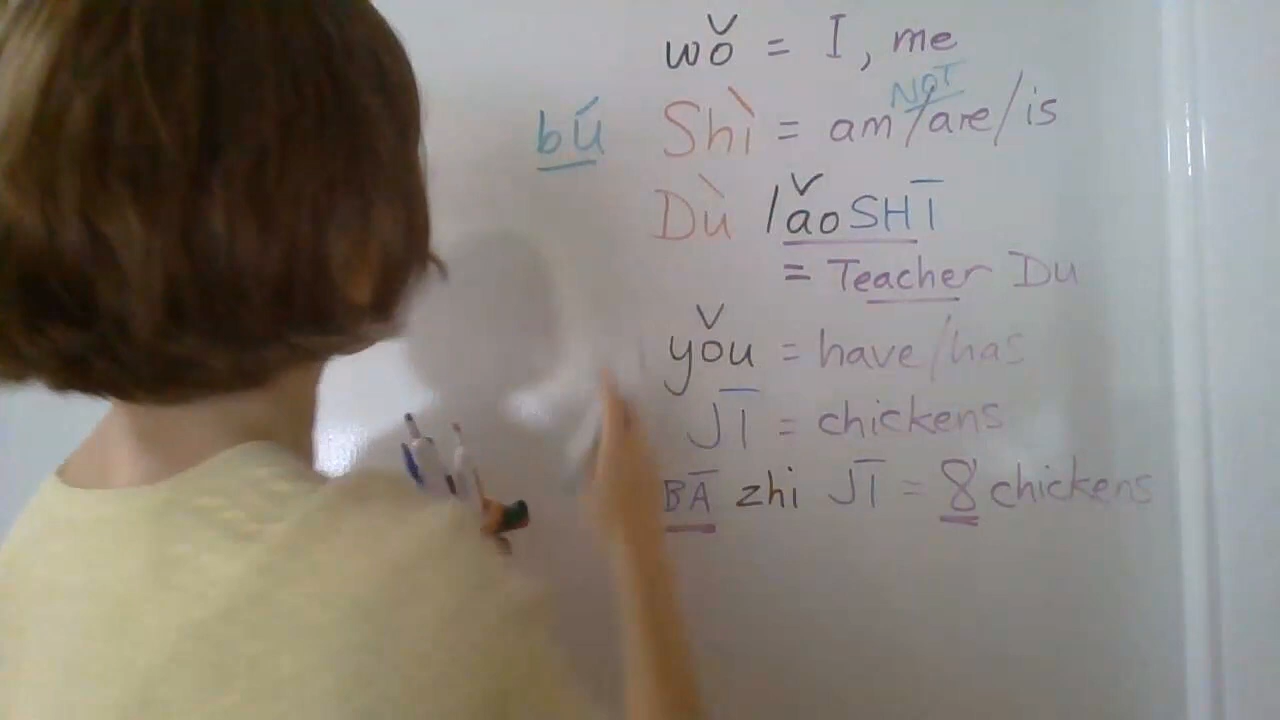 wǒ = I, me
NOT
bú Shì = am/are/is
Dù lǎoSHĪ
= Teacher Du
yǒu = have/has
JĪ = chickens
BĀ zhi JĪ = 8 chickens